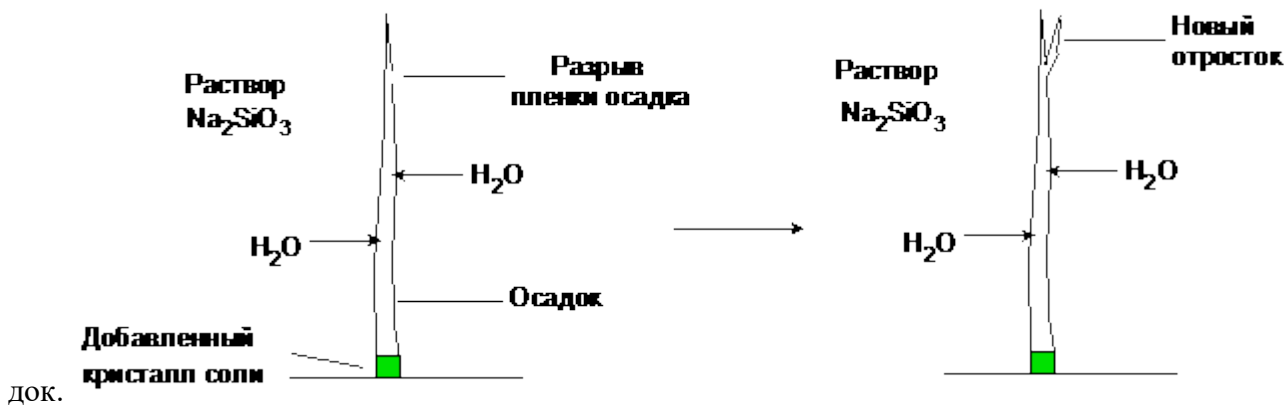 Раствор
Na₂SiO₃
Разрыв
пленки осадка
H₂O
H₂O
Осадок
Добавленный
кристалл соли
Раствор
Na₂SiO₃
Новый
отросток
H₂O
H₂O
док.